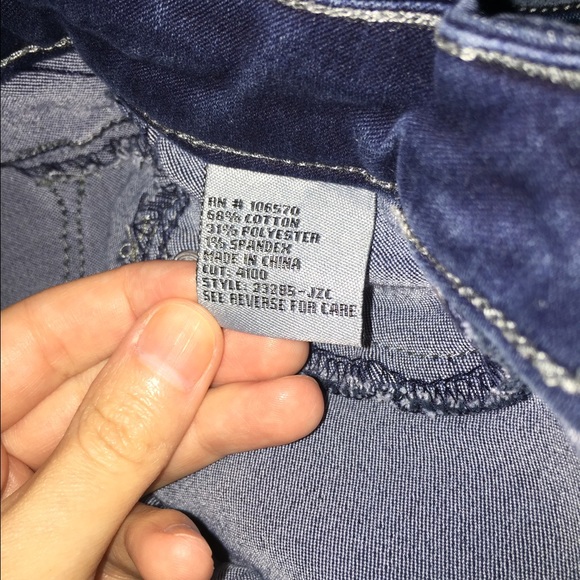 RN # 106570
68% COTTON
31% POLYESTER
1% SPANDEX
MADE IN CHINA
CUT: 4100
STYLE: 23285-JZC
SEE REVERSE FOR CARE